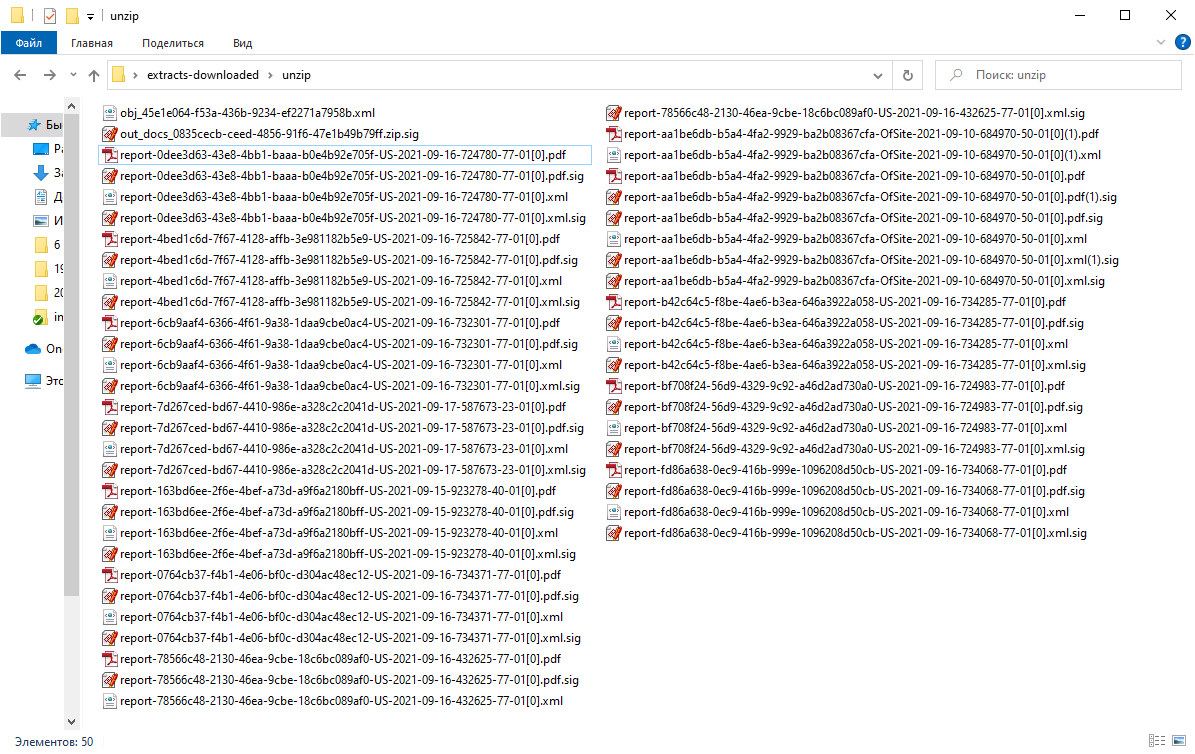 unzip
Файл Главная Поделиться Вид
extracts-downloaded unzip Поиск: unzip
Бы
Ра
За
Д
И
6
19
20
im
On
Этс
obj_45e1e064-f53a-436b-9234-ef2271a7958b.xml
out_docs_0835cecb-ceed-4856-91f6-47e1b49b79ff.zip.sig
report-0dee3d63-43e8-4bb1-baaa-b0e4b92e705f-US-2021-09-16-724780-77-01[0].pdf
report-0dee3d63-43e8-4bb1-baaa-b0e4b92e705f-US-2021-09-16-724780-77-01[0].pdf.sig
report-0dee3d63-43e8-4bb1-baaa-b0e4b92e705f-US-2021-09-16-724780-77-01[0].xml
report-0dee3d63-43e8-4bb1-baaa-b0e4b92e705f-US-2021-09-16-724780-77-01[0].xml.sig
report-4bed1c6d-7f67-4128-affb-3e981182b5e9-US-2021-09-16-725842-77-01[0].pdf
report-4bed1c6d-7f67-4128-affb-3e981182b5e9-US-2021-09-16-725842-77-01[0].pdf.sig
report-4bed1c6d-7f67-4128-affb-3e981182b5e9-US-2021-09-16-725842-77-01[0].xml
report-4bed1c6d-7f67-4128-affb-3e981182b5e9-US-2021-09-16-725842-77-01[0].xml.sig
report-6cb9aaf4-6366-4f61-9a38-1daa9cbe0ac4-US-2021-09-16-732301-77-01[0].pdf
report-6cb9aaf4-6366-4f61-9a38-1daa9cbe0ac4-US-2021-09-16-732301-77-01[0].pdf.sig
report-6cb9aaf4-6366-4f61-9a38-1daa9cbe0ac4-US-2021-09-16-732301-77-01[0].xml
report-6cb9aaf4-6366-4f61-9a38-1daa9cbe0ac4-US-2021-09-16-732301-77-01[0].xml.sig
report-7d267ced-bd67-4410-986e-a328c2c2041d-US-2021-09-17-587673-23-01[0].pdf
report-7d267ced-bd67-4410-986e-a328c2c2041d-US-2021-09-17-587673-23-01[0].pdf.sig
report-7d267ced-bd67-4410-986e-a328c2c2041d-US-2021-09-17-587673-23-01[0].xml
report-7d267ced-bd67-4410-986e-a328c2c2041d-US-2021-09-17-587673-23-01[0].xml.sig
report-163bd6ee-2f6e-4bef-a73d-a9f6a2180bff-US-2021-09-15-923278-40-01[0].pdf
report-163bd6ee-2f6e-4bef-a73d-a9f6a2180bff-US-2021-09-15-923278-40-01[0].pdf.sig
report-163bd6ee-2f6e-4bef-a73d-a9f6a2180bff-US-2021-09-15-923278-40-01[0].xml
report-163bd6ee-2f6e-4bef-a73d-a9f6a2180bff-US-2021-09-15-923278-40-01[0].xml.sig
report-0764cb37-f4b1-4e06-bf0c-d304ac48ec12-US-2021-09-16-734371-77-01[0].pdf
report-0764cb37-f4b1-4e06-bf0c-d304ac48ec12-US-2021-09-16-734371-77-01[0].pdf.sig
report-0764cb37-f4b1-4e06-bf0c-d304ac48ec12-US-2021-09-16-734371-77-01[0].xml
report-0764cb37-f4b1-4e06-bf0c-d304ac48ec12-US-2021-09-16-734371-77-01[0].xml.sig
report-78566c48-2130-46ea-9cbe-18c6bc089af0-US-2021-09-16-432625-77-01[0].pdf
report-78566c48-2130-46ea-9cbe-18c6bc089af0-US-2021-09-16-432625-77-01[0].pdf.sig
report-78566c48-2130-46ea-9cbe-18c6bc089af0-US-2021-09-16-432625-77-01[0].xml
report-78566c48-2130-46ea-9cbe-18c6bc089af0-US-2021-09-16-432625-77-01[0].xml.sig
report-aa1be6db-b5a4-4fa2-9929-ba2b08367cfa-OfSite-2021-09-10-684970-50-01[0](1).pdf
report-aa1be6db-b5a4-4fa2-9929-ba2b08367cfa-OfSite-2021-09-10-684970-50-01[0](1).xml
report-aa1be6db-b5a4-4fa2-9929-ba2b08367cfa-OfSite-2021-09-10-684970-50-01[0].pdf
report-aa1be6db-b5a4-4fa2-9929-ba2b08367cfa-OfSite-2021-09-10-684970-50-01[0].pdf(1).sig
report-aa1be6db-b5a4-4fa2-9929-ba2b08367cfa-OfSite-2021-09-10-684970-50-01[0].pdf.sig
report-aa1be6db-b5a4-4fa2-9929-ba2b08367cfa-OfSite-2021-09-10-684970-50-01[0].xml
report-aa1be6db-b5a4-4fa2-9929-ba2b08367cfa-OfSite-2021-09-10-684970-50-01[0].xml(1).sig
report-aa1be6db-b5a4-4fa2-9929-ba2b08367cfa-OfSite-2021-09-10-684970-50-01[0].xml.sig
report-b42c64c5-f8be-4ae6-b3ea-646a3922a058-US-2021-09-16-734285-77-01[0].pdf
report-b42c64c5-f8be-4ae6-b3ea-646a3922a058-US-2021-09-16-734285-77-01[0].pdf.sig
report-b42c64c5-f8be-4ae6-b3ea-646a3922a058-US-2021-09-16-734285-77-01[0].xml
report-b42c64c5-f8be-4ae6-b3ea-646a3922a058-US-2021-09-16-734285-77-01[0].xml.sig
report-bf708f24-56d9-4329-9c92-a46d2ad730a0-US-2021-09-16-724983-77-01[0].pdf
report-bf708f24-56d9-4329-9c92-a46d2ad730a0-US-2021-09-16-724983-77-01[0].pdf.sig
report-bf708f24-56d9-4329-9c92-a46d2ad730a0-US-2021-09-16-724983-77-01[0].xml
report-bf708f24-56d9-4329-9c92-a46d2ad730a0-US-2021-09-16-724983-77-01[0].xml.sig
report-fd86a638-0ec9-416b-999e-1096208d50cb-US-2021-09-16-734068-77-01[0].pdf
report-fd86a638-0ec9-416b-999e-1096208d50cb-US-2021-09-16-734068-77-01[0].pdf.sig
report-fd86a638-0ec9-416b-999e-1096208d50cb-US-2021-09-16-734068-77-01[0].xml
report-fd86a638-0ec9-416b-999e-1096208d50cb-US-2021-09-16-734068-77-01[0].xml.sig
Элементов: 50